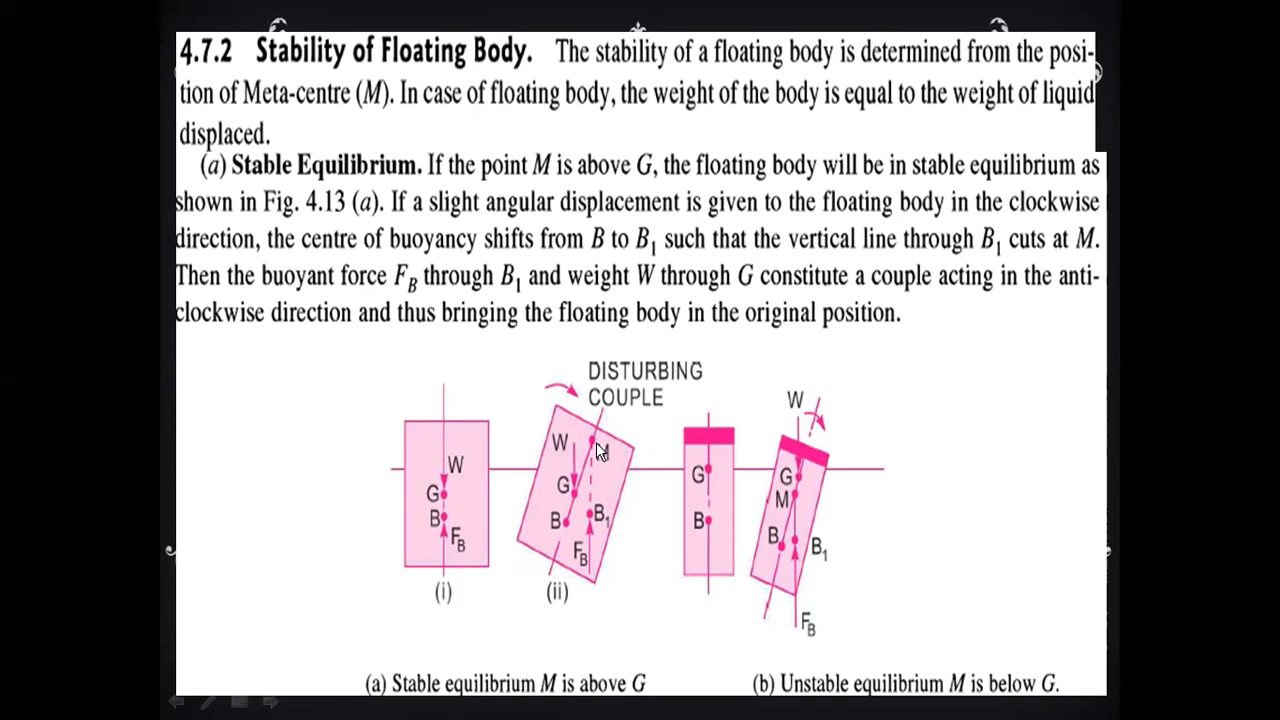 4.7.2 Stability of Floating Body. The stability of a floating body is determined from the posi-
tion of Meta-centre (M). In case of floating body, the weight of the body is equal to the weight of liquid
displaced.
(a) Stable Equilibrium. If the point M is above G, the floating body will be in stable equilibrium as
shown in Fig. 4.13 (a). If a slight angular displacement is given to the floating body in the clockwise
direction, the centre of buoyancy shifts from B to B₁ such that the vertical line through B₁ cuts at M.
Then the buoyant force F_B through B₁ and weight W through G constitute a couple acting in the anti-
clockwise direction and thus bringing the floating body in the original position.
DISTURBING
COUPLE
W
G
B
F_B
(i)
W
G
B
B₁
F_B
(ii)
G
B
W
G
M
B
B₁
F_B
(a) Stable equilibrium M is above G
(b) Unstable equilibrium M is below G.